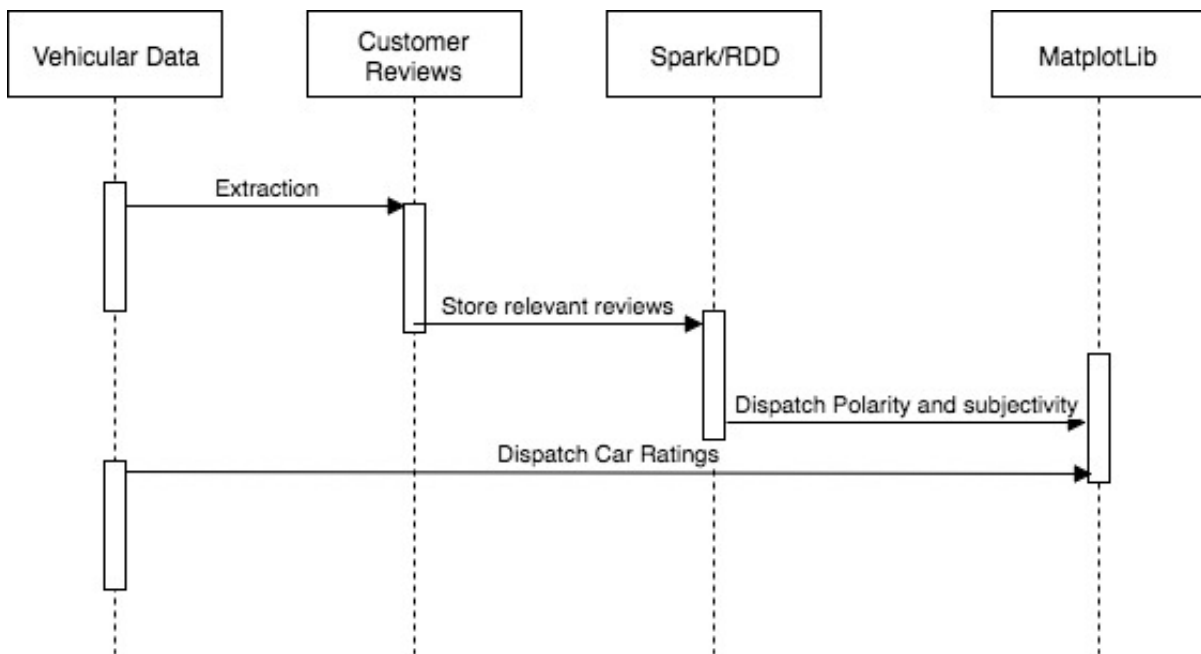 Vehicular Data
Customer
Reviews
Spark/RDD
MatplotLib
Extraction
Store relevant reviews
Dispatch Polarity and subjectivity
Dispatch Car Ratings